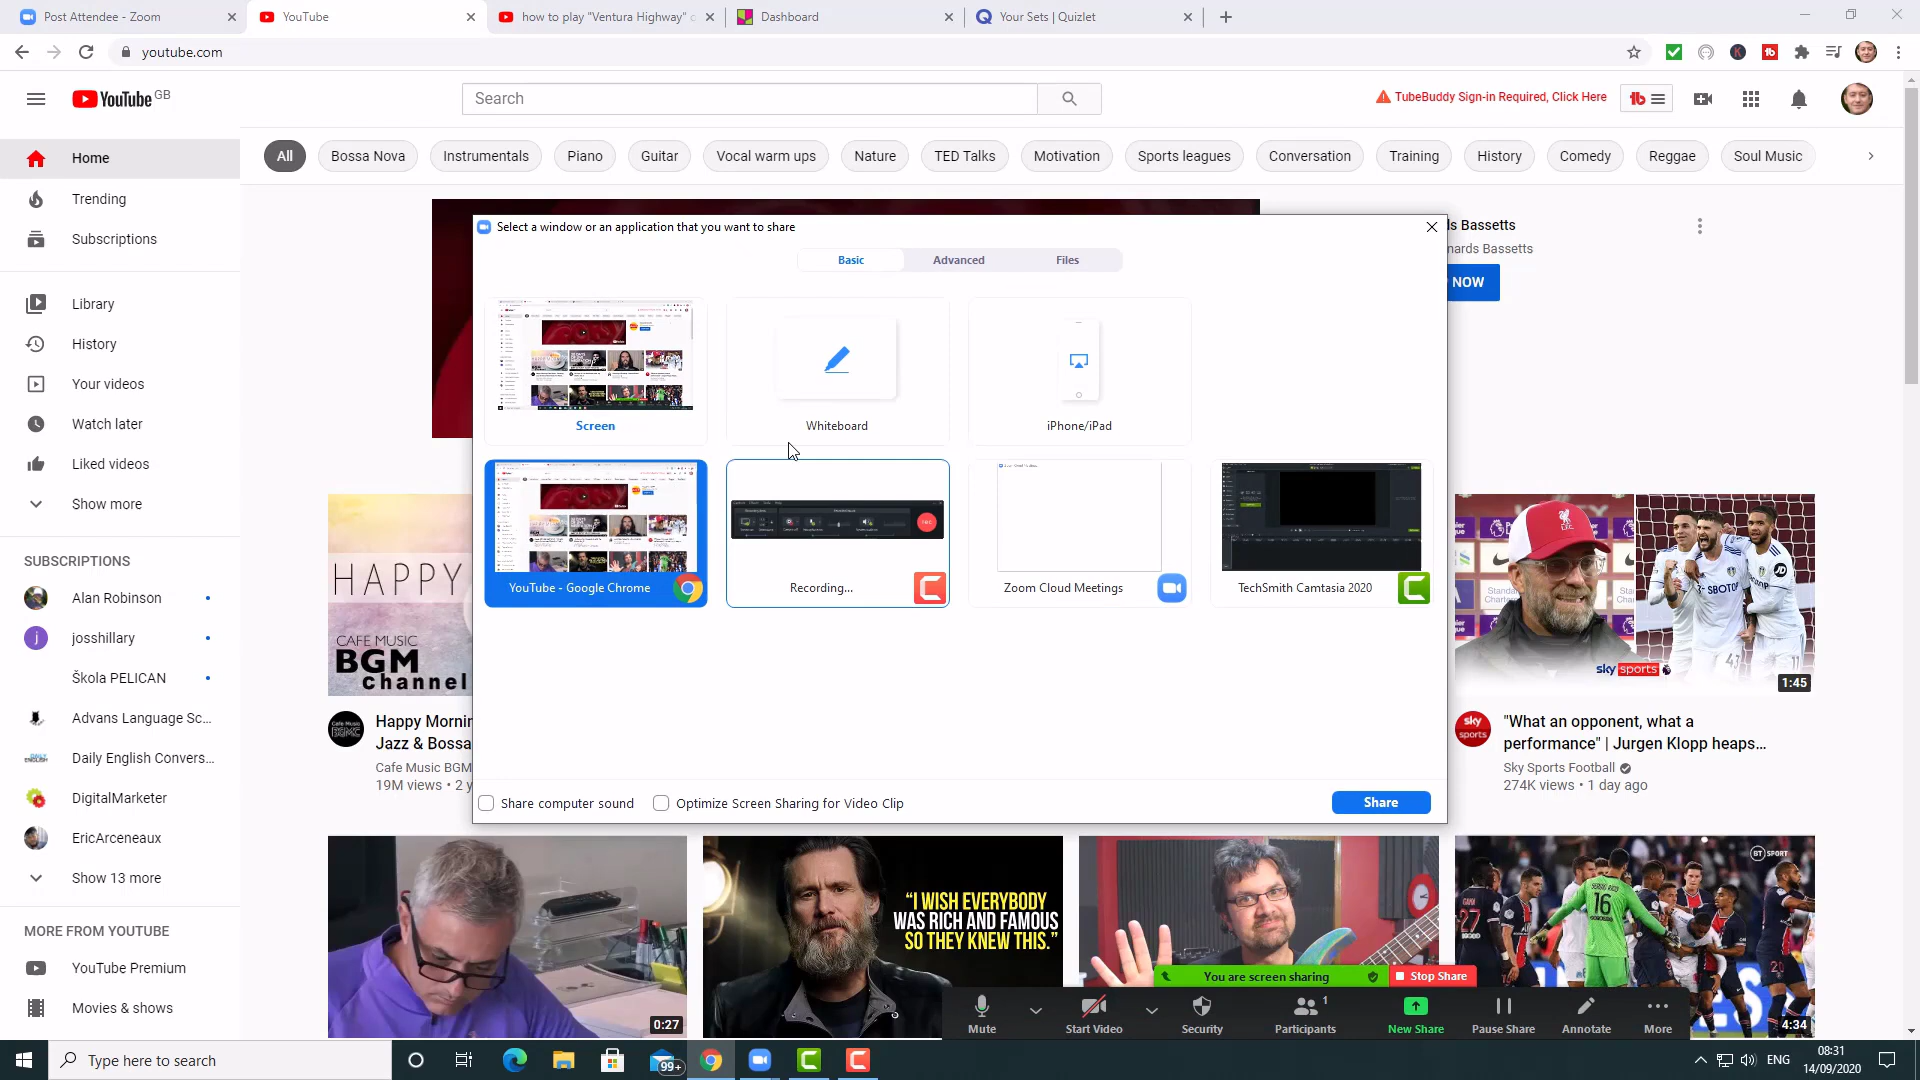 Post Attendee - Zoom
YouTube
how to play "Ventura Highway" c
Dashboard
Your Sets | Quizlet
youtube.com
YouTube GB
Search
TubeBuddy Sign-in Required, Click Here
All
Bossa Nova
Instrumentals
Piano
Guitar
Vocal warm ups
Nature
TED Talks
Motivation
Sports leagues
Conversation
Training
History
Comedy
Reggae
Soul Music
Home
Trending
Subscriptions
Library
History
Your videos
Watch later
Liked videos
Show more
SUBSCRIPTIONS
Alan Robinson
josshillary
Škola PELICAN
Advans Language Sc...
Daily English Convers...
DigitalMarketer
EricArceneaux
Show 13 more
MORE FROM YOUTUBE
YouTube Premium
Movies & shows
Select a window or an application that you want to share
Basic
Advanced
Files
Screen
Whiteboard
iPhone/iPad
YouTube - Google Chrome
Recording...
Zoom Cloud Meetings
TechSmith Camtasia 2020
Share computer sound
Optimize Screen Sharing for Video Clip
Share
ds Bassetts
nards Bassetts
NOW
HAPPY
CAFE MUSIC
BGM
channel
Happy Mornin
Jazz & Bossa
Cafe Music BGM
19M views • 2 y
sky sports
1:45
"What an opponent, what a
performance" | Jurgen Klopp heaps...
Sky Sports Football
274K views • 1 day ago
0:27
"I WISH EVERYBODY
WAS RICH AND FAMOUS
SO THEY KNEW THIS."
BT SPORT
4:34
You are screen sharing
Stop Share
Mute
Start Video
Security
Participants
1
New Share
Pause Share
Annotate
More
Type here to search
99+
ENG
08:31
14/09/2020